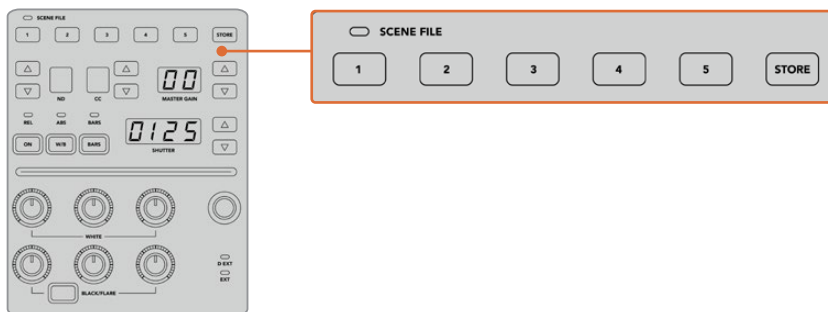 SCENE FILE
1 2 3 4 5 STORE
ND CC 00 MASTER GAIN
REL ABS BARS
ON W/B BARS 0125 SHUTTER
WHITE
D EXT
EXT
BLACK/FLARE
SCENE FILE
1 2 3 4 5 STORE